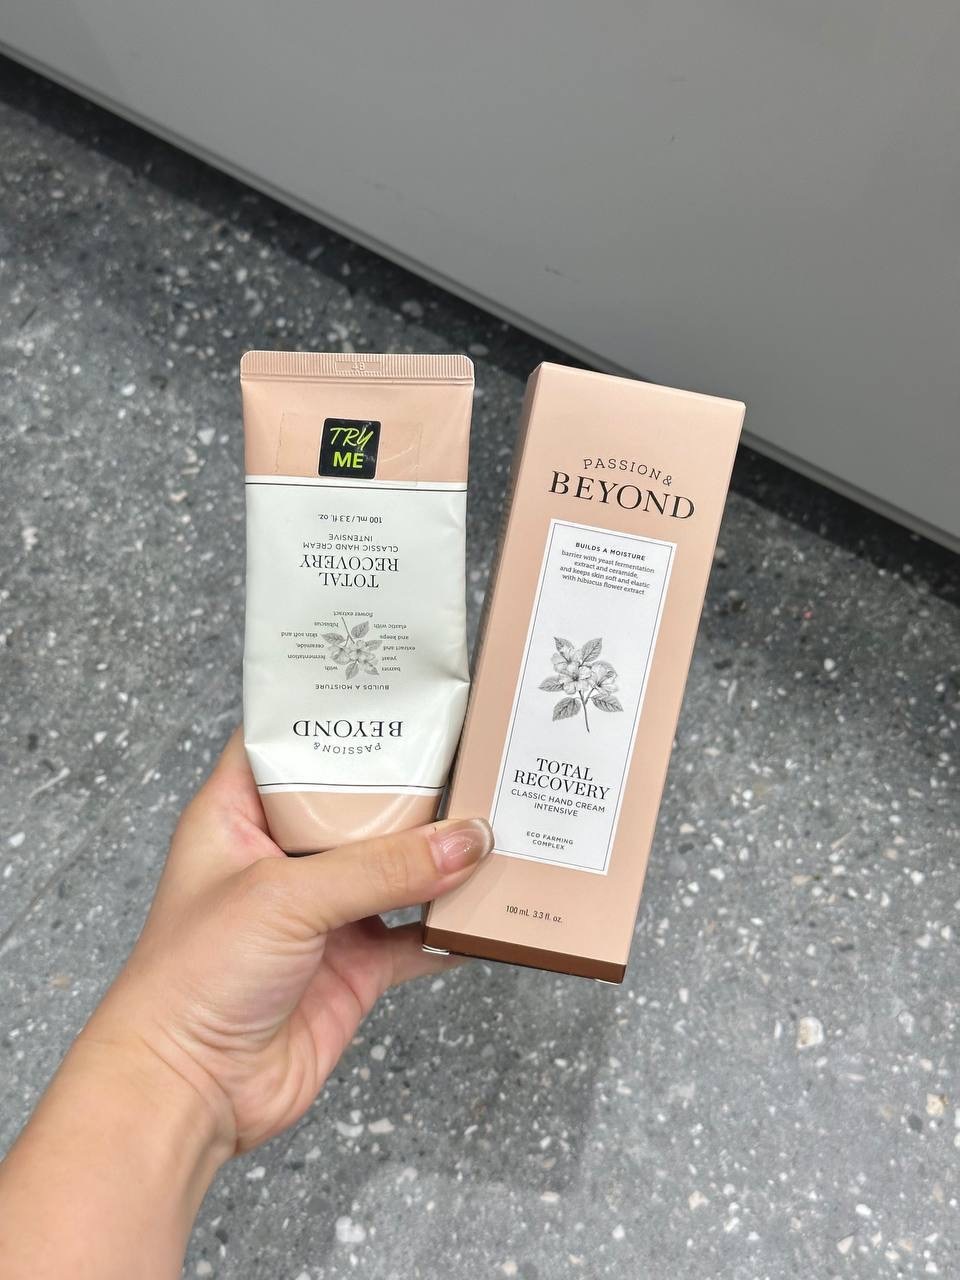 4B
TRY
ME
100 mL / 3.3 fl. oz.
INTENSIVE
CLASSIC HAND CREAM
RECOVERY
TOTAL
flower extract
hibiscus
elastic with
skin soft and
and keeps
ceramide,
extract and
fermentation
yeast
with
barrier
BUILDS A MOISTURE
BEYOND
PASSION&
PASSION&
BEYOND
BUILDS A MOISTURE
barrier with yeast fermentation
extract and ceramide,
and keeps skin soft and elastic
with hibiscus flower extract
TOTAL
RECOVERY
CLASSIC HAND CREAM
INTENSIVE
ECO FARMING
COMPLEX
100 mL 3.3 fl. oz.